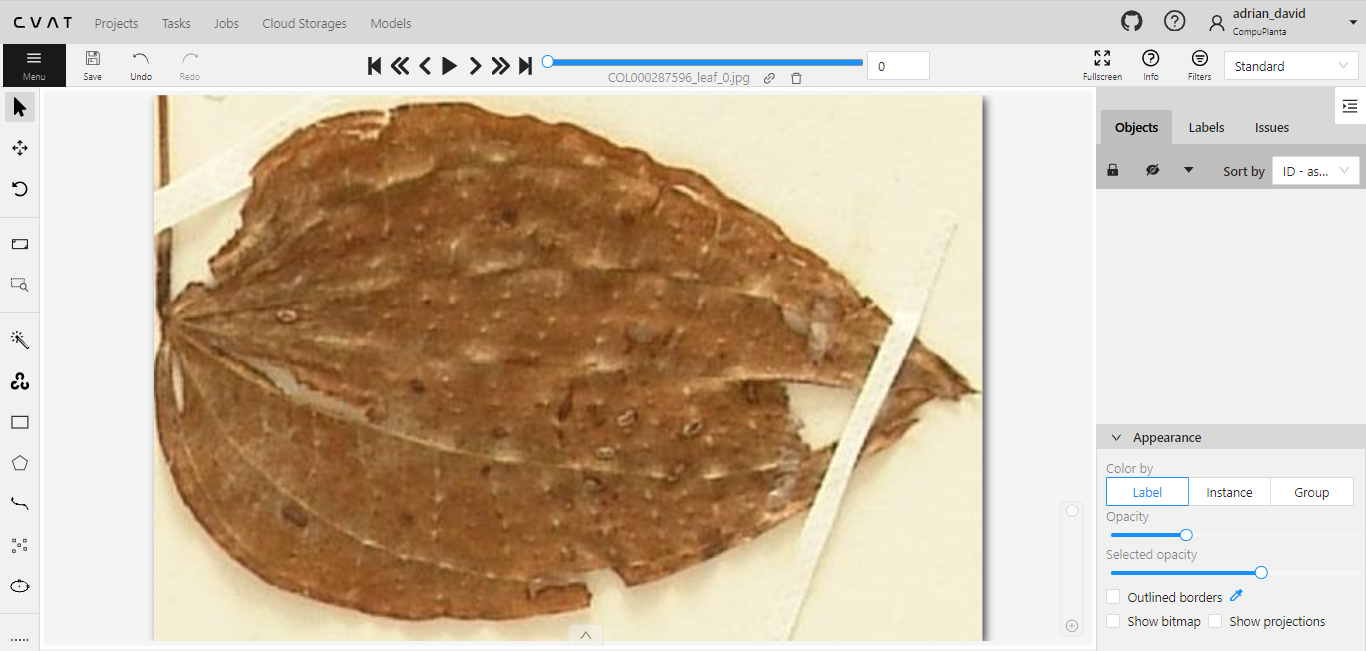 CVAT Projects Tasks Jobs Cloud Storages Models adrian_david
CompuPlanta
Menu Save Undo Redo 0 Fullscreen Info Filters Standard
COL000287596_leaf_0.jpg
Objects Labels Issues
Sort by ID - as...
Appearance
Color by
Label Instance Group
Opacity
Selected opacity
Outlined borders
Show bitmap Show projections